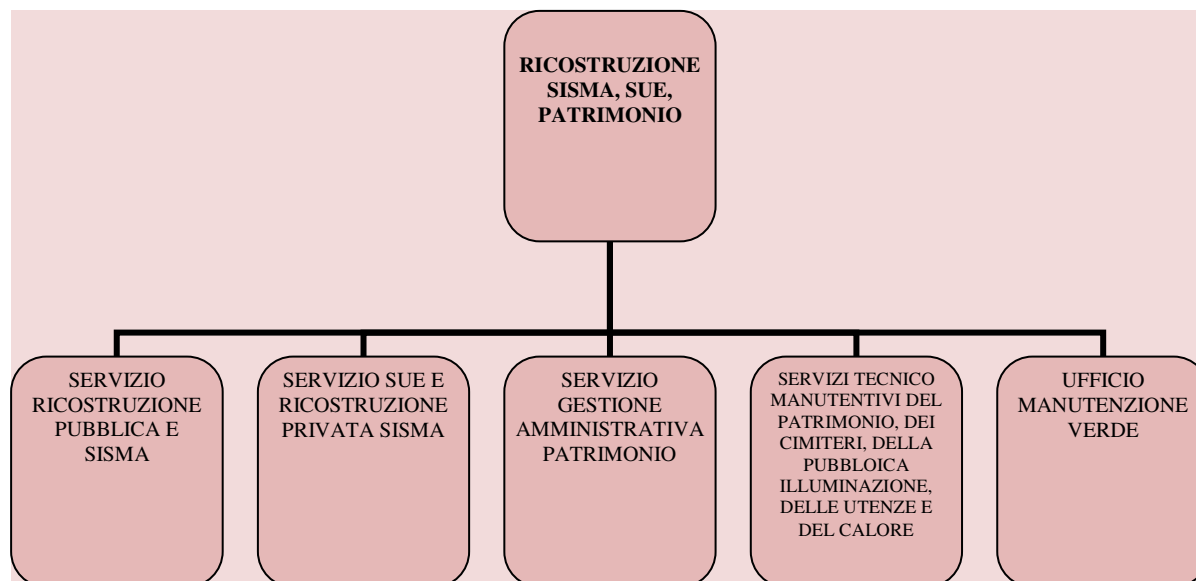 RICOSTRUZIONE
SISMA, SUE,
PATRIMONIO
SERVIZIO
RICOSTRUZIONE
PUBBLICA E
SISMA
SERVIZIO SUE E
RICOSTRUZIONE
PRIVATA SISMA
SERVIZIO
GESTIONE
AMMINISTRATIVA
PATRIMONIO
SERVIZI TECNICO
MANUTENTIVI DEL
PATRIMONIO, DEI
CIMITERI, DELLA
PUBBLOICA
ILLUMINAZIONE,
DELLE UTENZE E
DEL CALORE
UFFICIO
MANUTENZIONE
VERDE